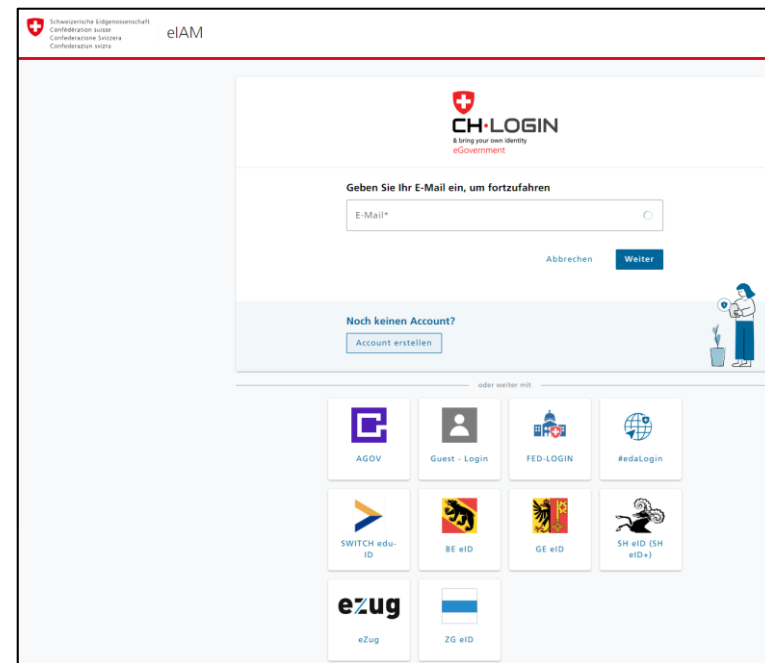 Schweizerische Eidgenossenschaft
Confédération suisse
Confederazione Svizzera
Confederaziun svizra
eIAM
CH·LOGIN
& bring your own identity
eGovernment
Geben Sie Ihr E-Mail ein, um fortzufahren
E-Mail*
Abbrechen
Weiter
Noch keinen Account?
Account erstellen
oder weiter mit
AGOV
Guest - Login
FED-LOGIN
#edaLogin
SWITCH edu-
ID
BE eID
GE eID
SH eID (SH
eID+)
ezug
eZug
ZG eID